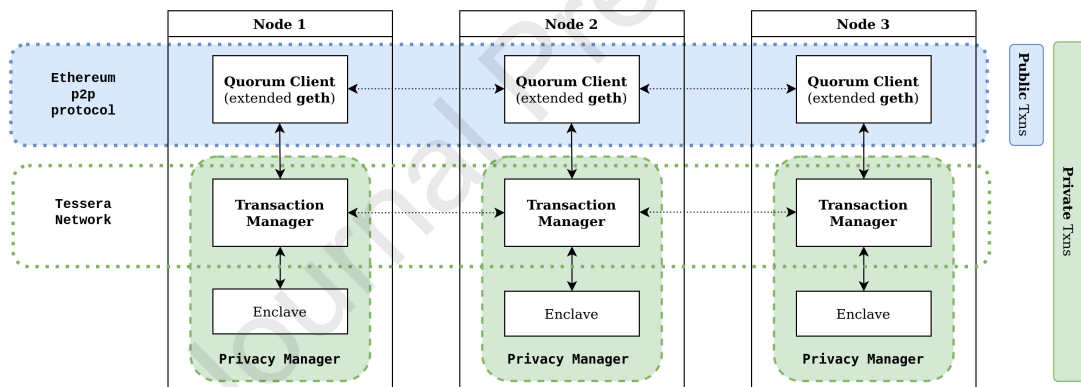 Node 1
Node 2
Node 3
Ethereum
p2p
protocol
Quorum Client
(extended geth)
Quorum Client
(extended geth)
Quorum Client
(extended geth)
Public Txns
Private Txns
Tessera
Network
Transaction
Manager
Transaction
Manager
Transaction
Manager
Enclave
Enclave
Enclave
Privacy Manager
Privacy Manager
Privacy Manager
Journal Pre